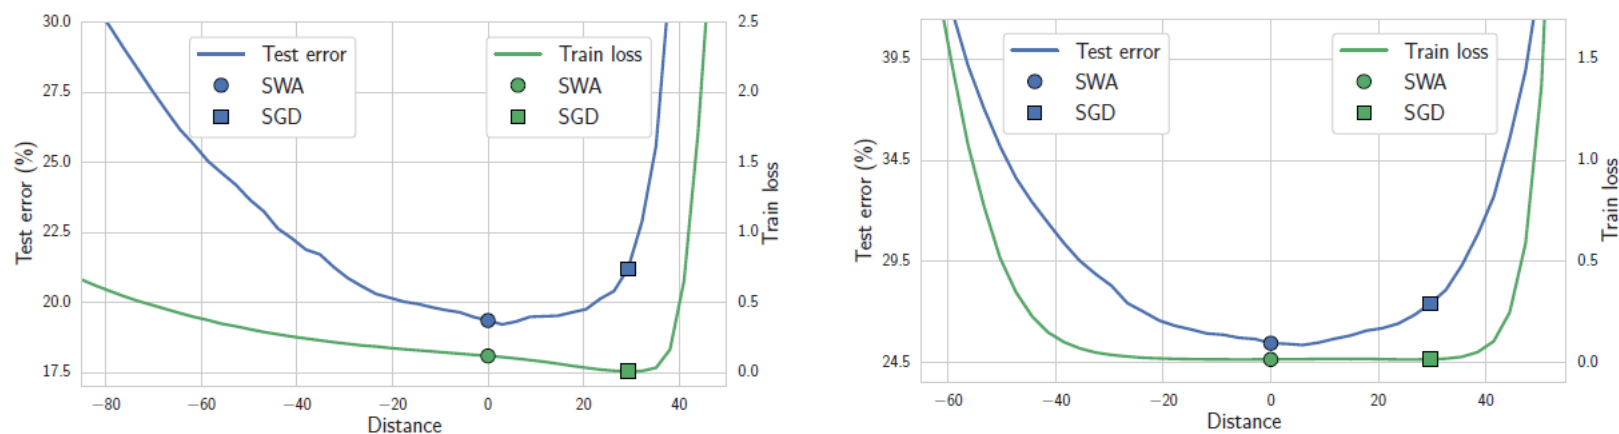 30.0
27.5
25.0
22.5
20.0
17.5
Test error (%)
Test error
SWA
SGD
Train loss
SWA
SGD
2.5
2.0
1.5
1.0
0.5
0.0
Train loss
−80 −60 −40 −20 0 20 40
Distance
39.5
34.5
29.5
24.5
Test error (%)
Test error
SWA
SGD
Train loss
SWA
SGD
1.5
1.0
0.5
0.0
Train loss
−60 −40 −20 0 20 40
Distance